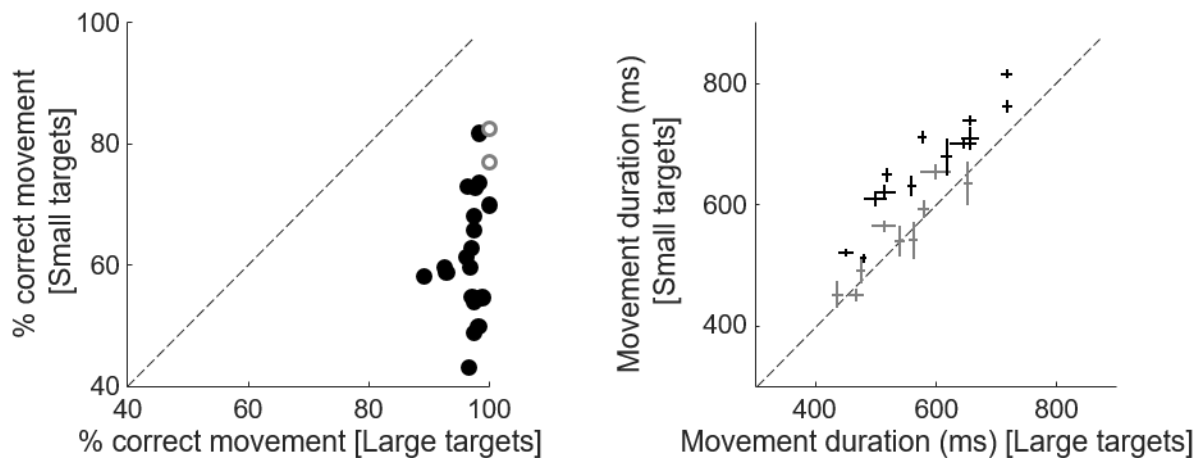 % correct movement
[Small targets]
100
80
60
40
40
60
80
100
% correct movement [Large targets]
Movement duration (ms)
[Small targets]
800
600
400
400
600
800
Movement duration (ms) [Large targets]